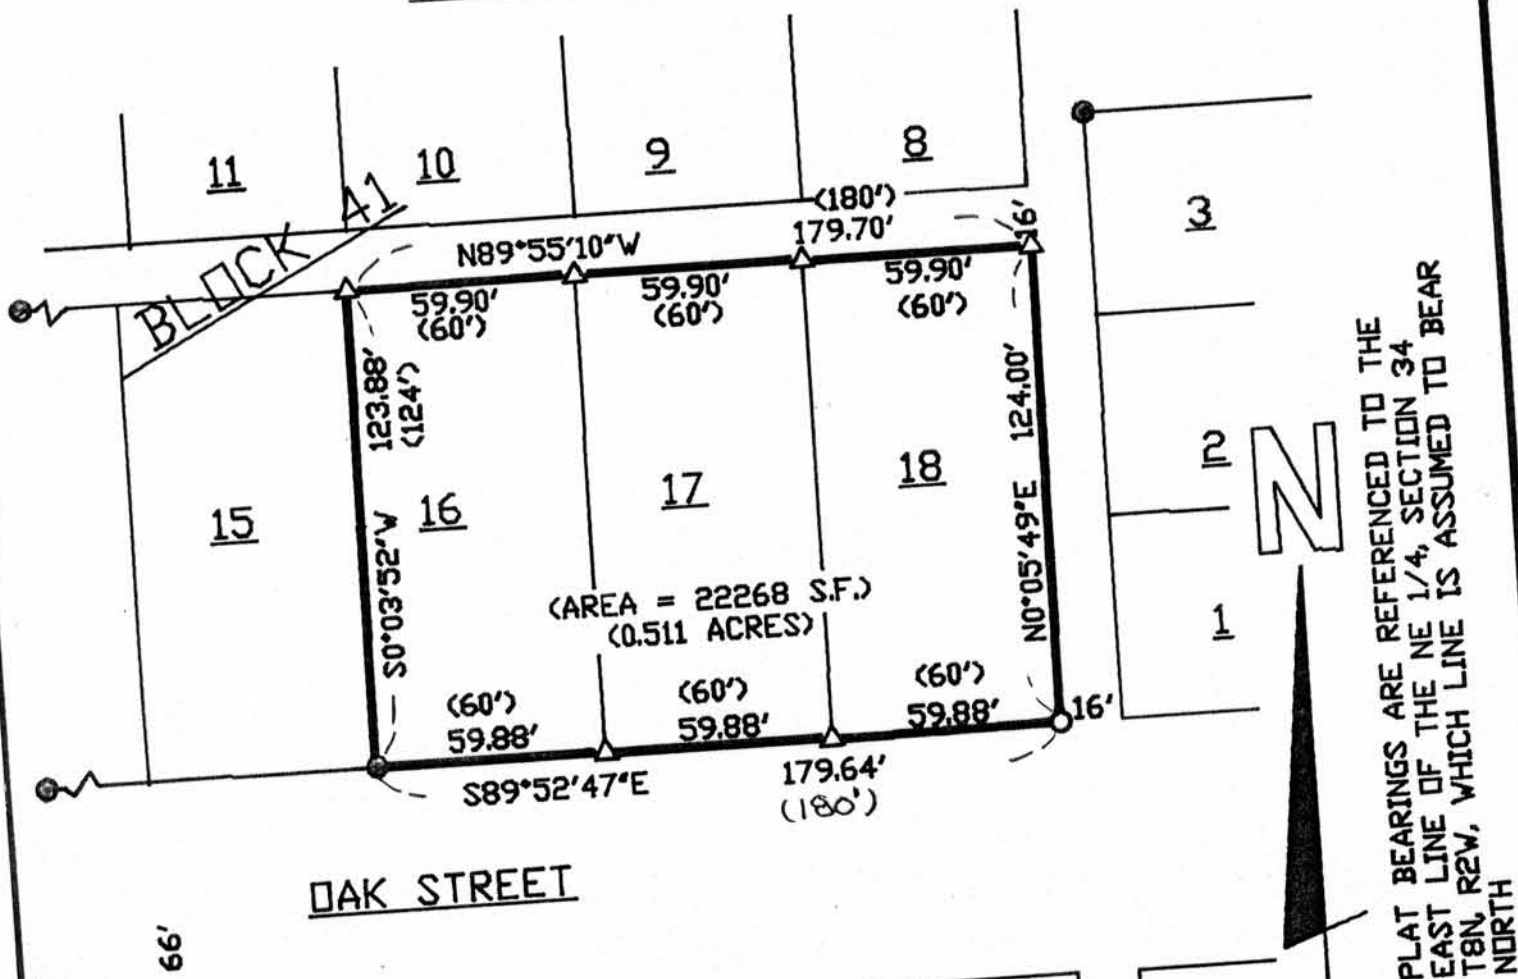 11
10
9
8
BLOCK 41
(180')
179.70'
16'
N89°55'10"W
59.90'
(60')
59.90'
(60')
59.90'
(60')
3
123.88'
(124')
S0°03'52"W
124.00'
N0°05'49"E
15
16
17
18
2
1
N
(AREA = 22268 S.F.)
(0.511 ACRES)
(60')
59.88'
(60')
59.88'
(60')
59.88'
16'
S89°52'47"E
179.64'
(180')
OAK STREET
66'
PLAT BEARINGS ARE REFERENCED TO THE
EAST LINE OF THE NE 1/4, SECTION 34
T8N, R2W, WHICH LINE IS ASSUMED TO BEAR
NORTH